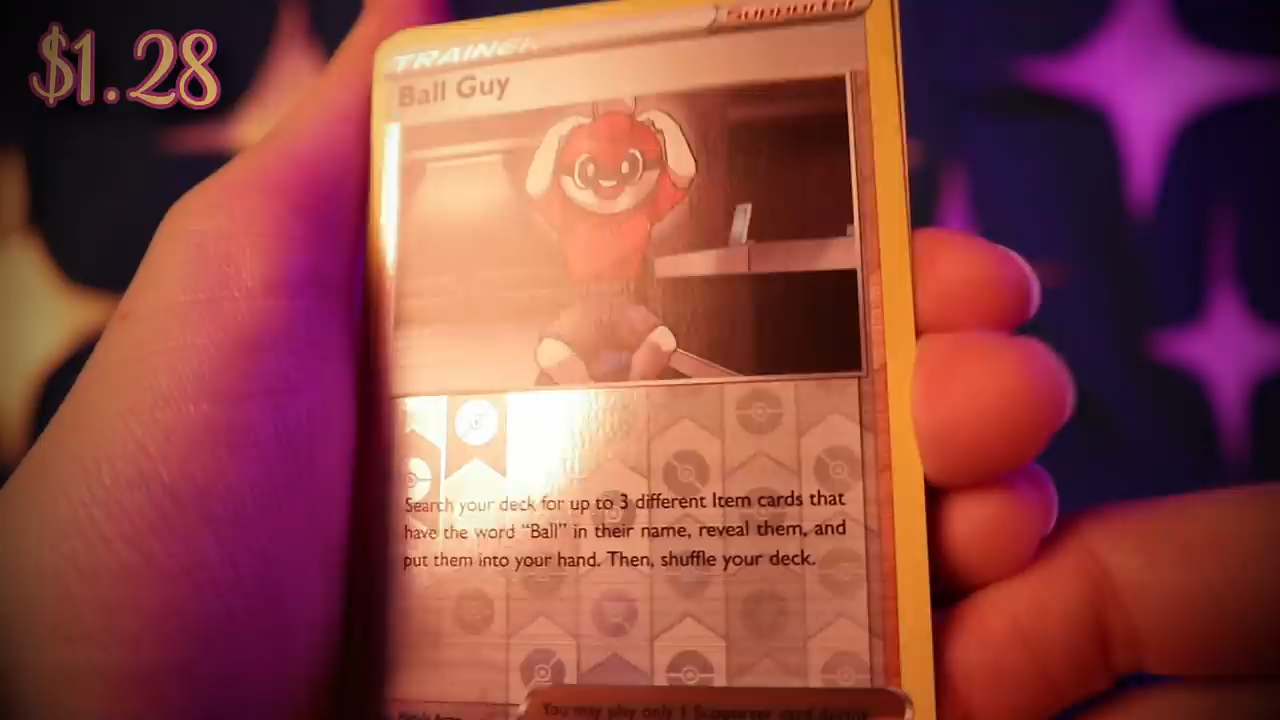 $1.28
Supporter
TRAINER
Ball Guy
Search your deck for up to 3 different Item cards that
have the word "Ball" in their name, reveal them, and
put them into your hand. Then, shuffle your deck.
You may play only 1 Supporter card during